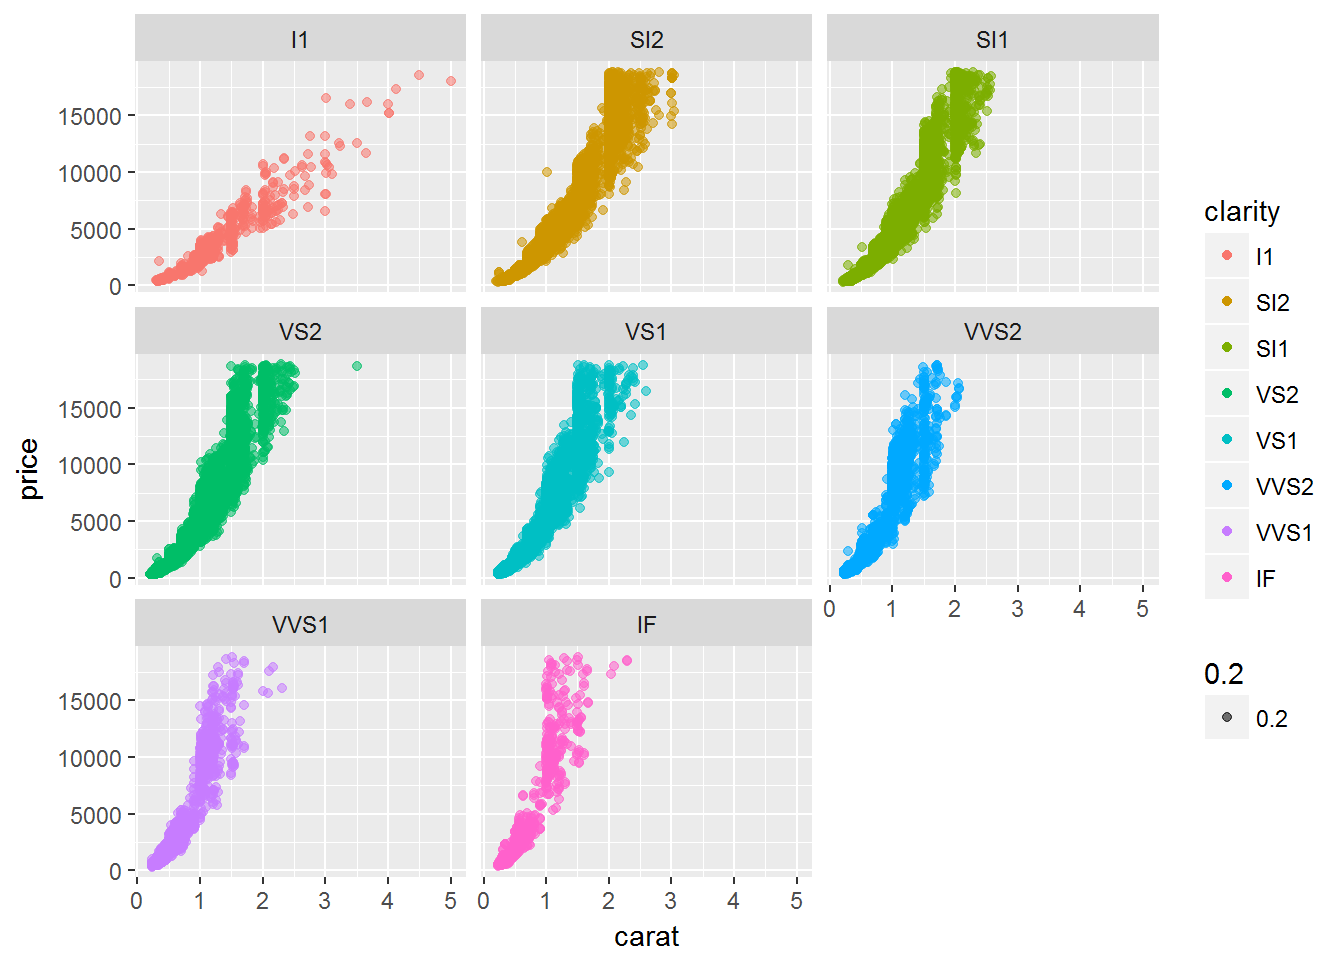 I1 SI2 SI1
15000
10000
5000
0
VS2 VS1 VVS2
15000
10000
5000
0
0 1 2 3 4 5
VVS1 IF
15000
10000
5000
0
0 1 2 3 4 5 0 1 2 3 4 5
carat
price
clarity
I1
SI2
SI1
VS2
VS1
VVS2
VVS1
IF
0.2
0.2